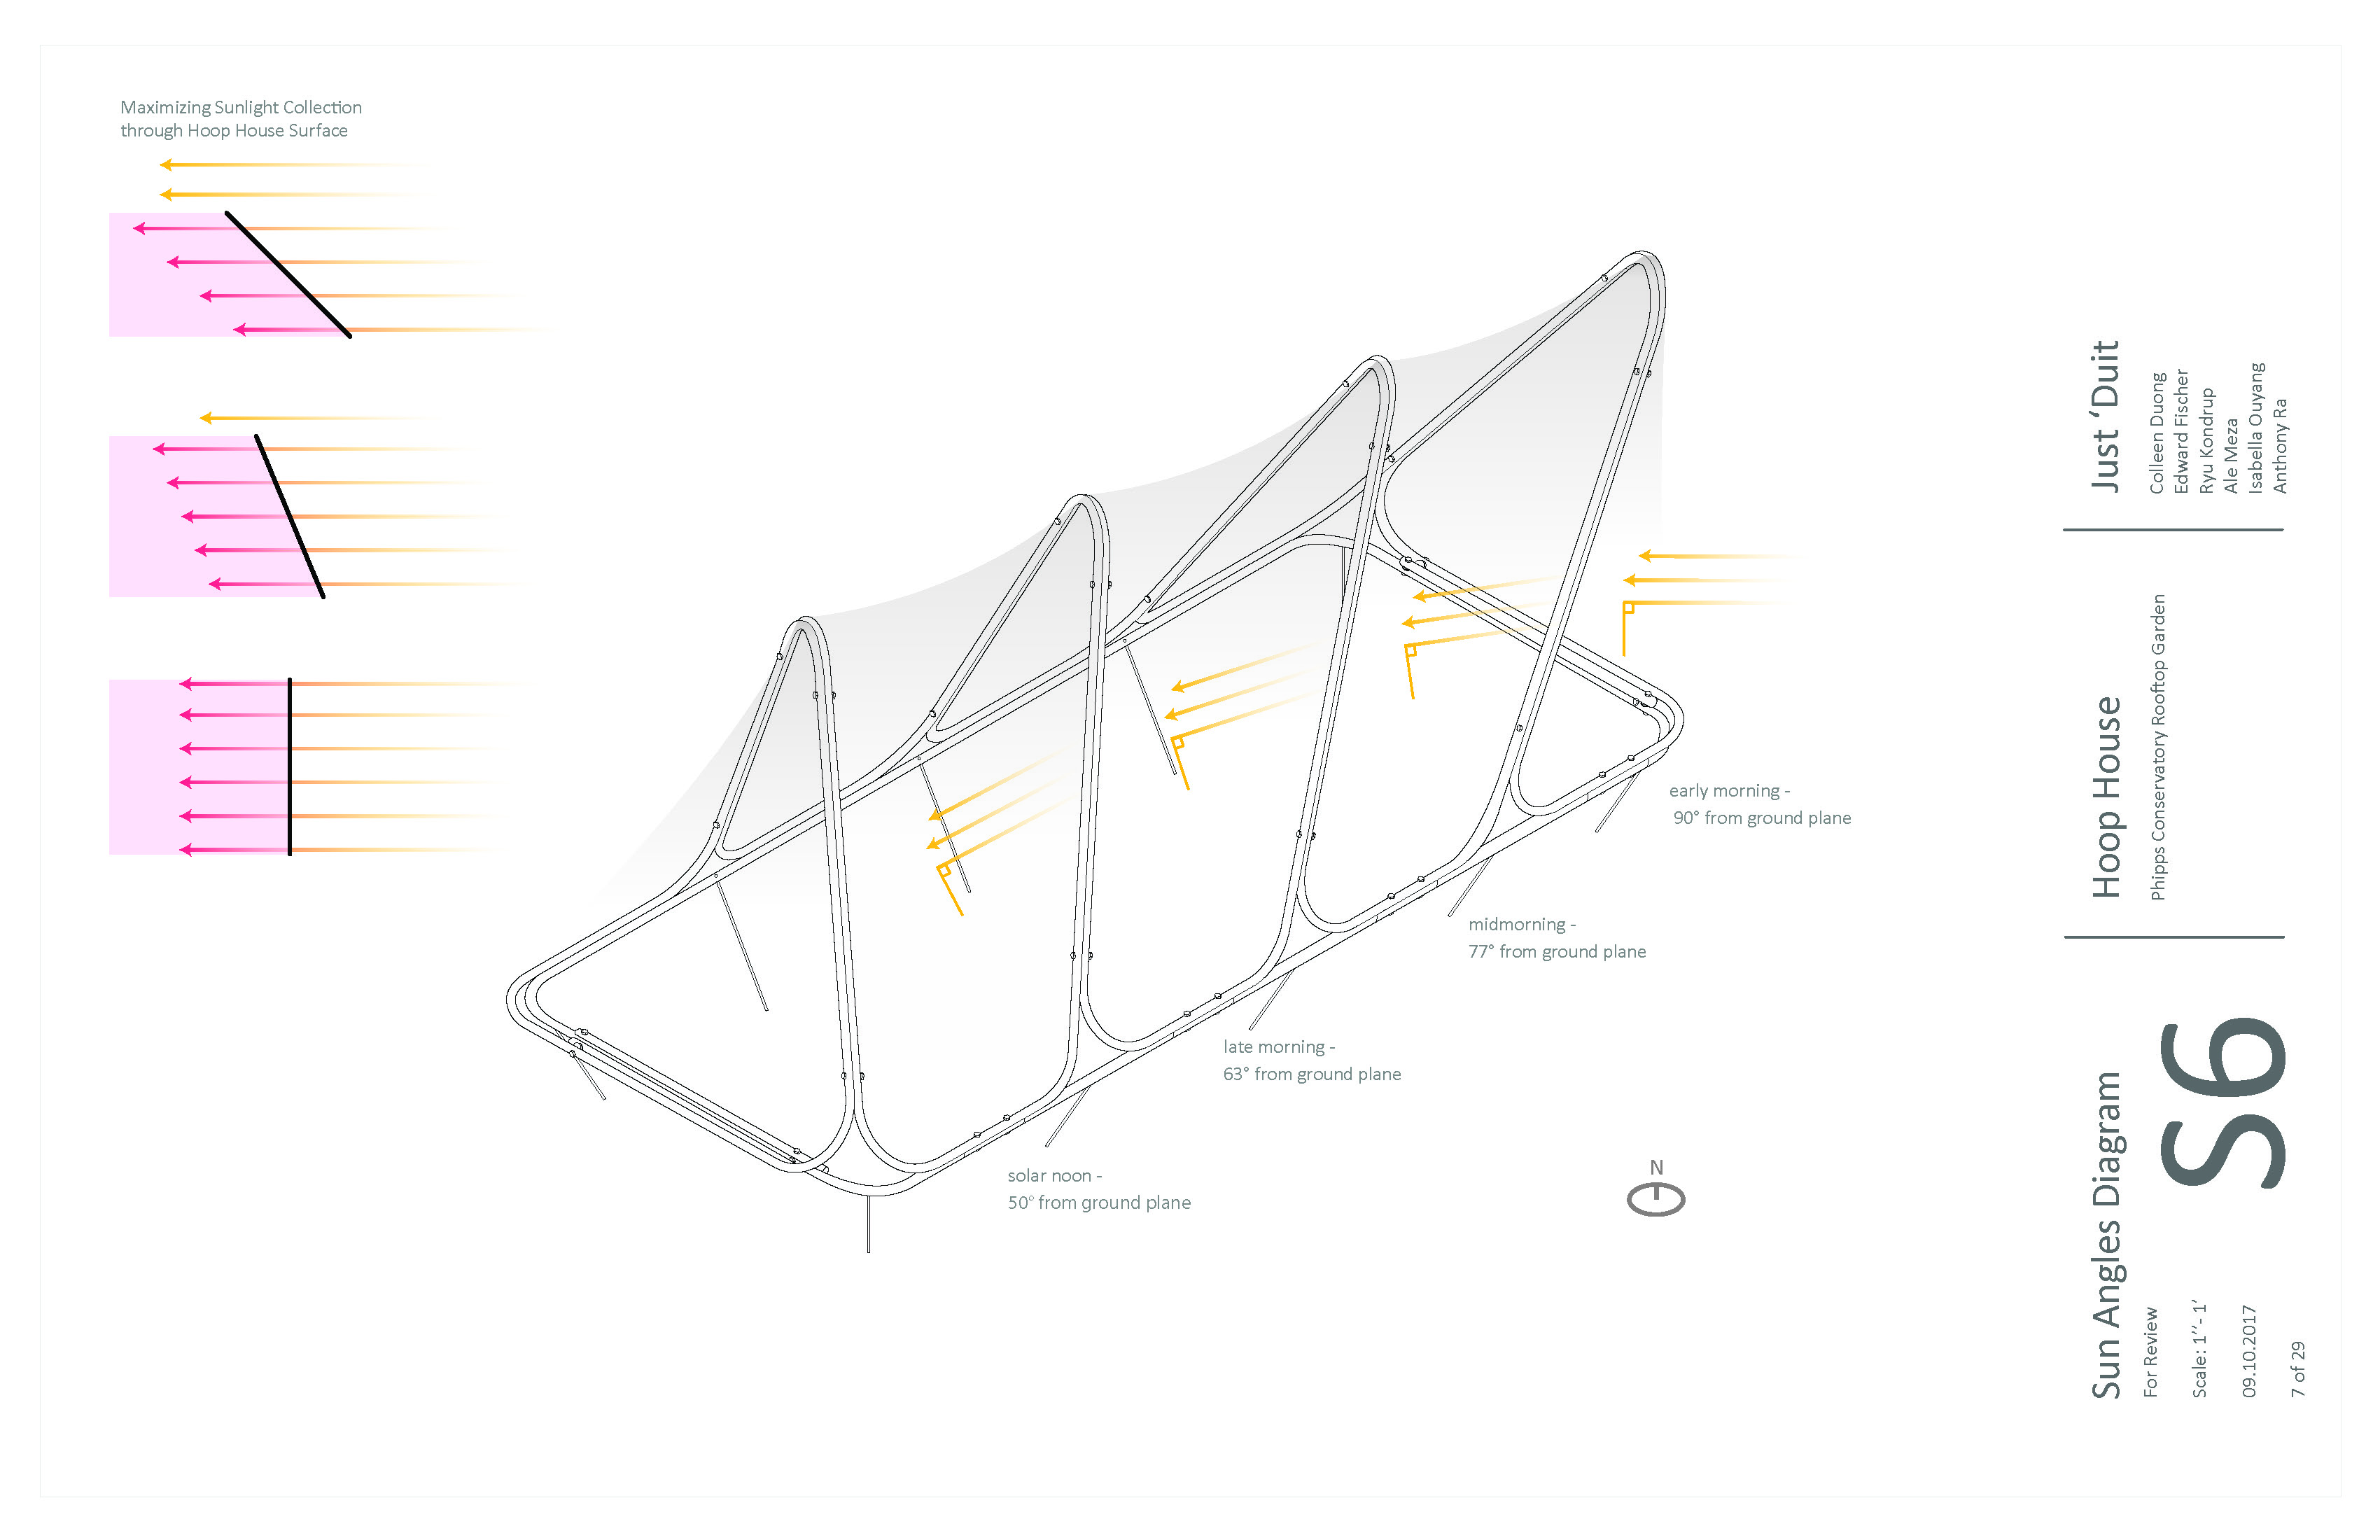 Maximizing Sunlight Collection
through Hoop House Surface
early morning -
90° from ground plane
midmorning -
77° from ground plane
late morning -
63° from ground plane
solar noon -
50° from ground plane
N
Just ‘Duit
Colleen Duong
Edward Fischer
Ryu Kondrup
Ale Meza
Isabella Ouyang
Anthony Ra
Hoop House
Phipps Conservatory Rooftop Garden
Sun Angles Diagram
S6
For Review
Scale: 1’’- 1’
09.10.2017
7 of 29